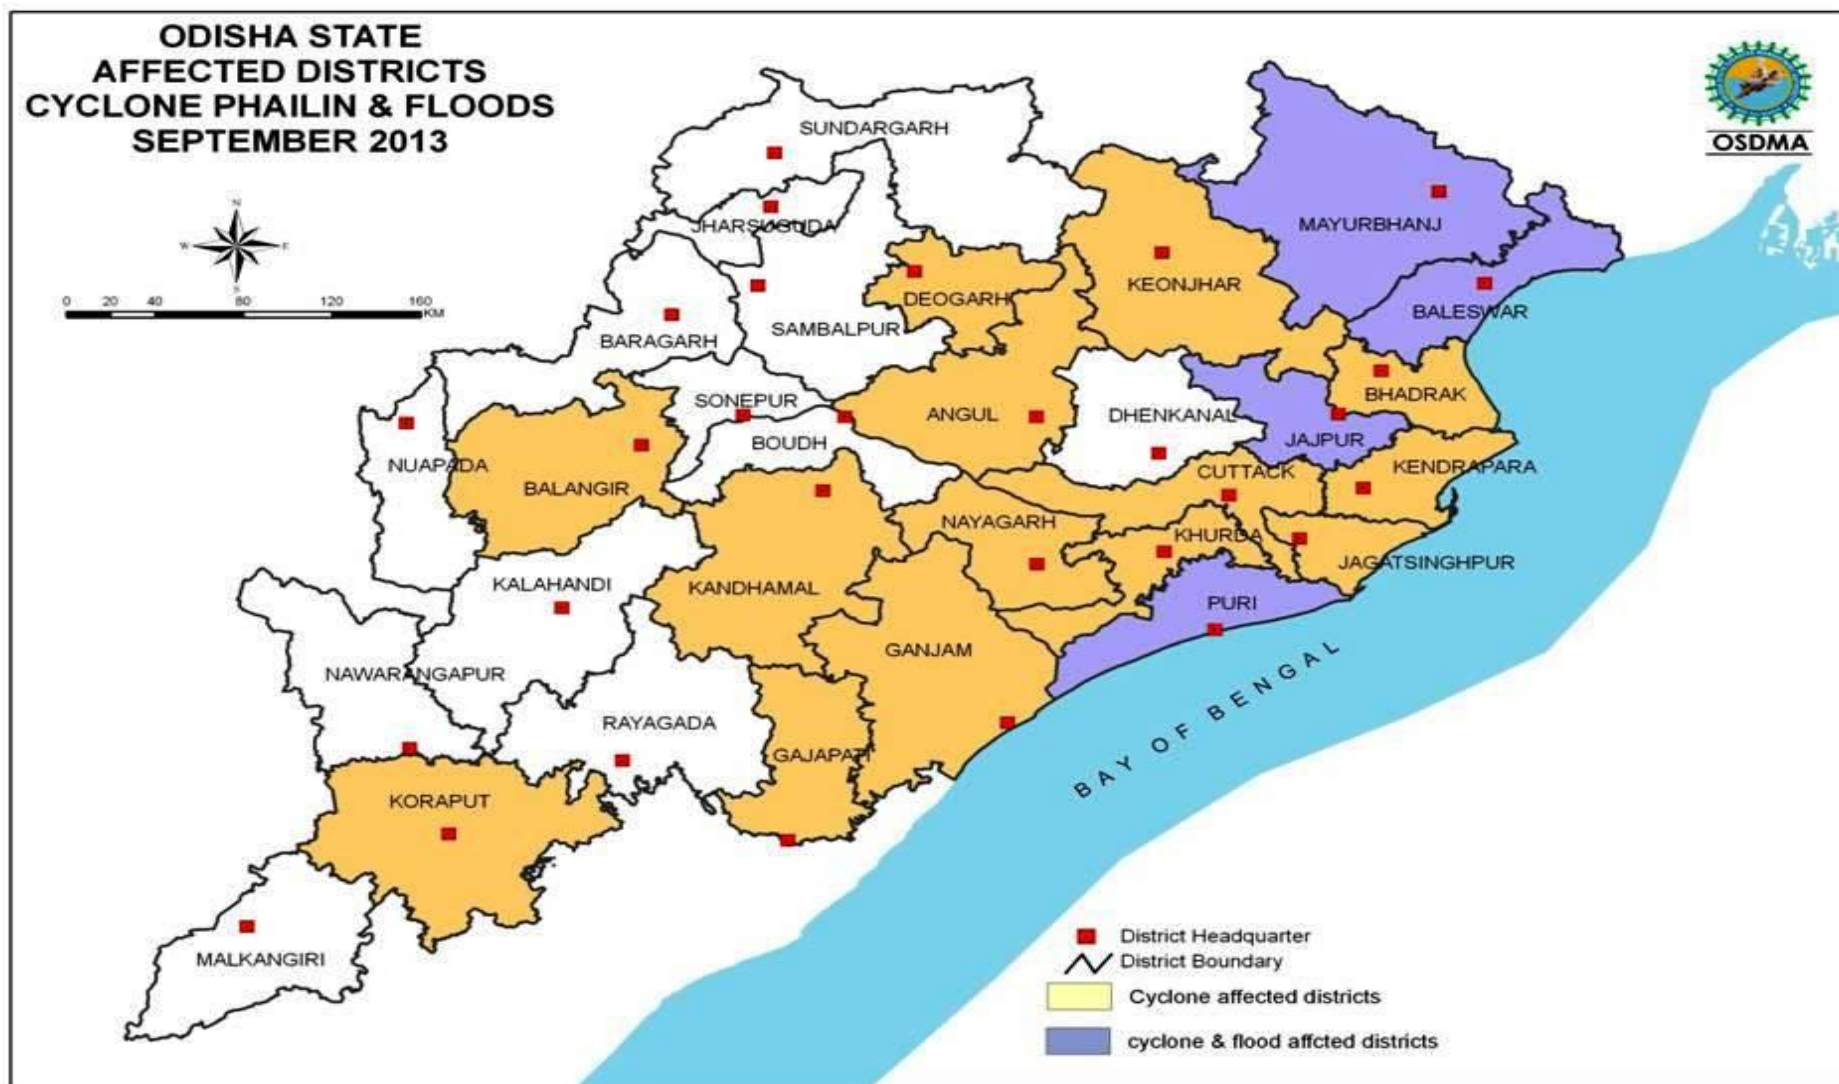 ODISHA STATE
AFFECTED DISTRICTS
CYCLONE PHAILIN & FLOODS
SEPTEMBER 2013
OSDMA
N
W E
S
0 20 40 80 120 160
KM
SUNDARGARH
JHARSUGUDA
MAYURBHANJ
KEONJHAR
DEOGARH
BALESWAR
SAMBALPUR
BARAGARH
BHADRAK
SONEPUR
ANGUL
DHENKANAL
BOUDH
JAJPUR
NUAPADA
KENDRAPARA
CUTTACK
BALANGIR
NAYAGARH
KHURDA
JAGATSINGHPUR
KALAHANDI
KANDHAMAL
PURI
GANJAM
NAWARANGAPUR
RAYAGADA
GAJAPATI
BAY OF BENGAL
KORAPUT
MALKANGIRI
District Headquarter
District Boundary
Cyclone affected districts
cyclone & flood affcted districts